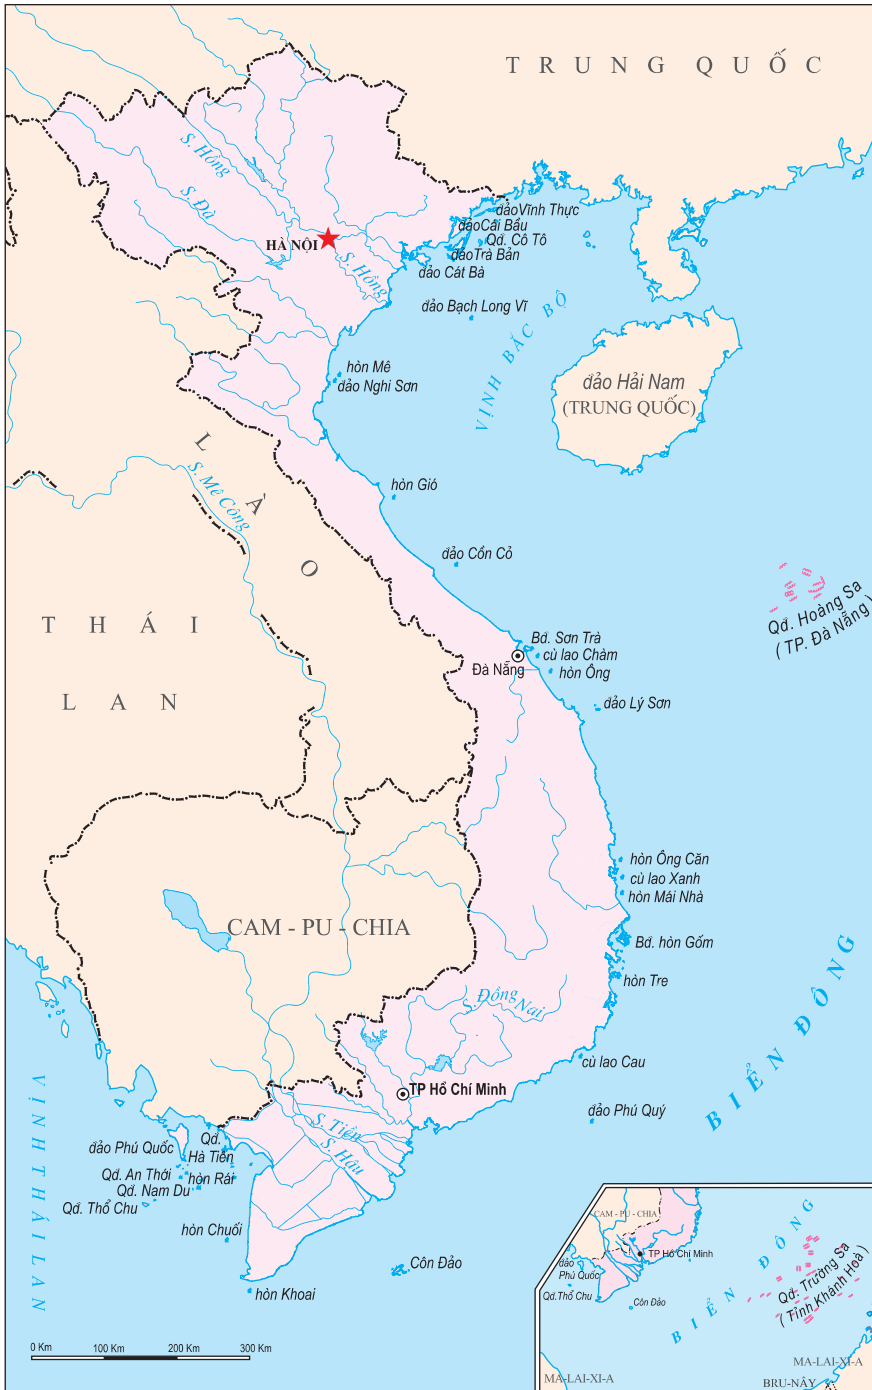 TRUNG QUỐC
S. Hồng
S. Đà
đảo Vĩnh Thực
đảo Cái Bầu
Qđ. Cô Tô
HÀ NỘI
đảo Trà Bản
S. Hồng
đảo Cát Bà
đảo Bạch Long Vĩ
VỊNH BẮC BỘ
hòn Mê
đảo Nghi Sơn
đảo Hải Nam
(TRUNG QUỐC)
LÀO
S. Mê Công
hòn Gió
đảo Cồn Cỏ
Qđ. Hoàng Sa
( TP. Đà Nẵng )
THÁI
LAN
Bđ. Sơn Trà
cù lao Chàm
Đà Nẵng
hòn Ông
đảo Lý Sơn
hòn Ông Căn
cù lao Xanh
hòn Mái Nhà
CAM - PU - CHIA
Bđ. hòn Gốm
hòn Tre
S. Đồng Nai
BIỂN ĐÔNG
cù lao Cau
TP Hồ Chí Minh
đảo Phú Quý
VỊNH THÁI LAN
S. Tiền
S. Hậu
đảo Phú Quốc
Qđ.
Hà Tiên
Qđ. An Thới
hòn Rái
Qđ. Nam Du
Qđ. Thổ Chu
hòn Chuối
Côn Đảo
hòn Khoai
0 Km
100 Km
200 Km
300 Km
CAM - PU - CHIA
TP Hồ Chí Minh
đảo
Phú Quốc
Qđ. Thổ Chu
Côn Đảo
BIỂN ĐÔNG
Qđ. Trường Sa
( Tỉnh Khánh Hoà )
MA-LAI-XI-A
MA-LAI-XI-A
BRU-NÂY